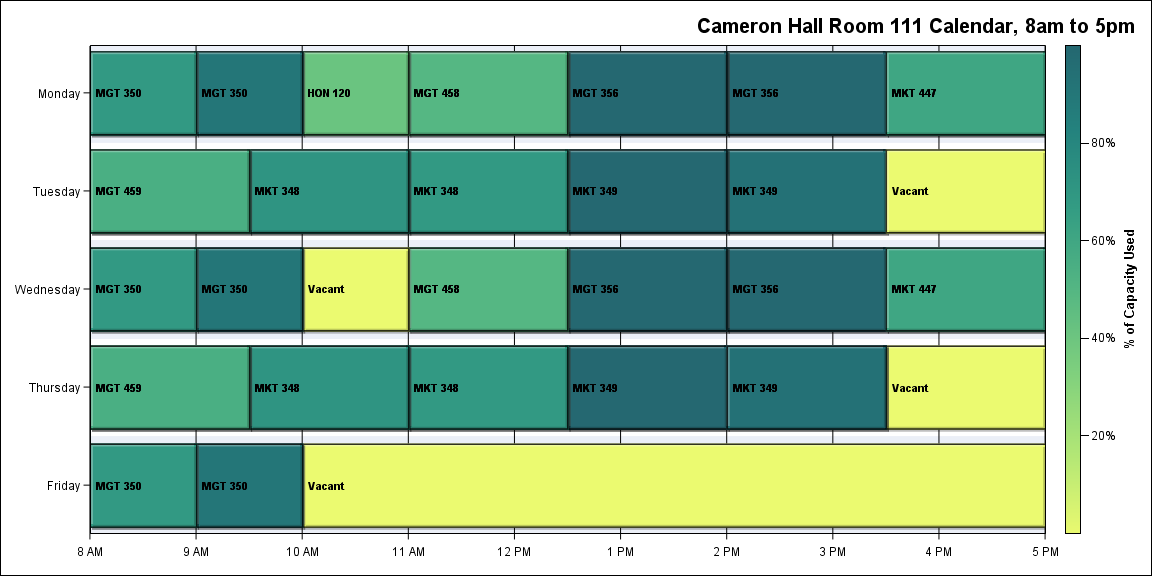 Cameron Hall Room 111 Calendar, 8am to 5pm
Monday
MGT 350
MGT 350
HON 120
MGT 458
MGT 356
MGT 356
MKT 447
Tuesday
MGT 459
MKT 348
MKT 348
MKT 349
MKT 349
Vacant
Wednesday
MGT 350
MGT 350
Vacant
MGT 458
MGT 356
MGT 356
MKT 447
Thursday
MGT 459
MKT 348
MKT 348
MKT 349
MKT 349
Vacant
Friday
MGT 350
MGT 350
Vacant
8 AM
9 AM
10 AM
11 AM
12 PM
1 PM
2 PM
3 PM
4 PM
5 PM
80%
60%
40%
20%
% of Capacity Used